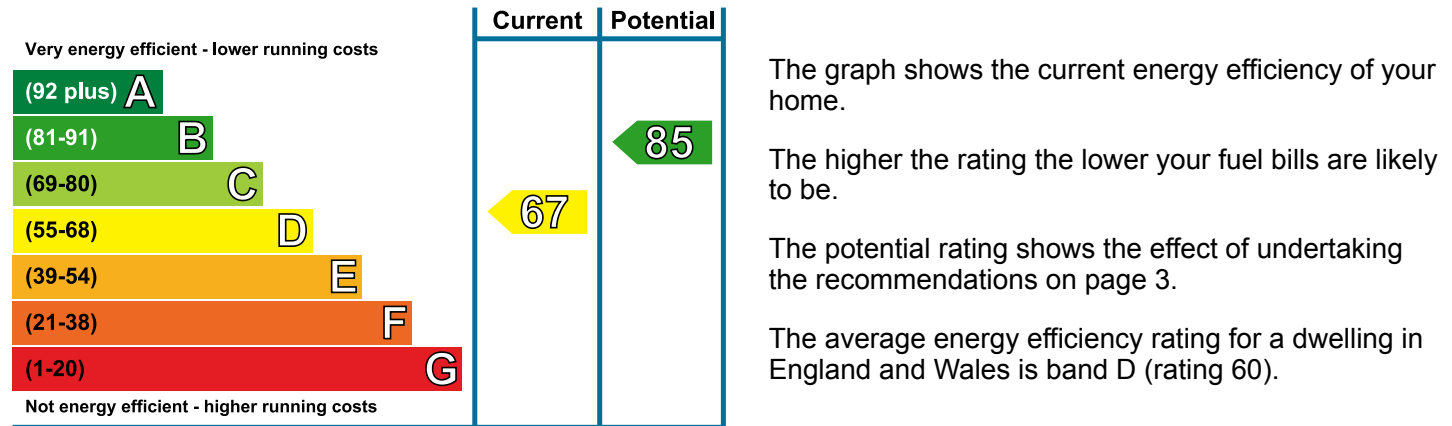 Current Potential
Very energy efficient - lower running costs
(92 plus) A
(81-91) B
85
(69-80) C
67
(55-68) D
(39-54) E
(21-38) F
(1-20) G
Not energy efficient - higher running costs
The graph shows the current energy efficiency of your
home.
The higher the rating the lower your fuel bills are likely
to be.
The potential rating shows the effect of undertaking
the recommendations on page 3.
The average energy efficiency rating for a dwelling in
England and Wales is band D (rating 60).